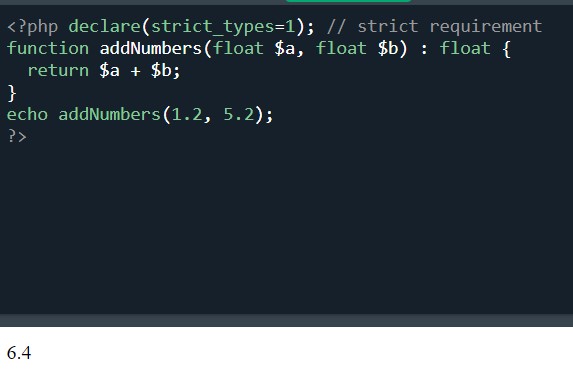 <?php declare(strict_types=1); // strict requirement
function addNumbers(float $a, float $b) : float {
  return $a + $b;
}
echo addNumbers(1.2, 5.2);
?>
6.4